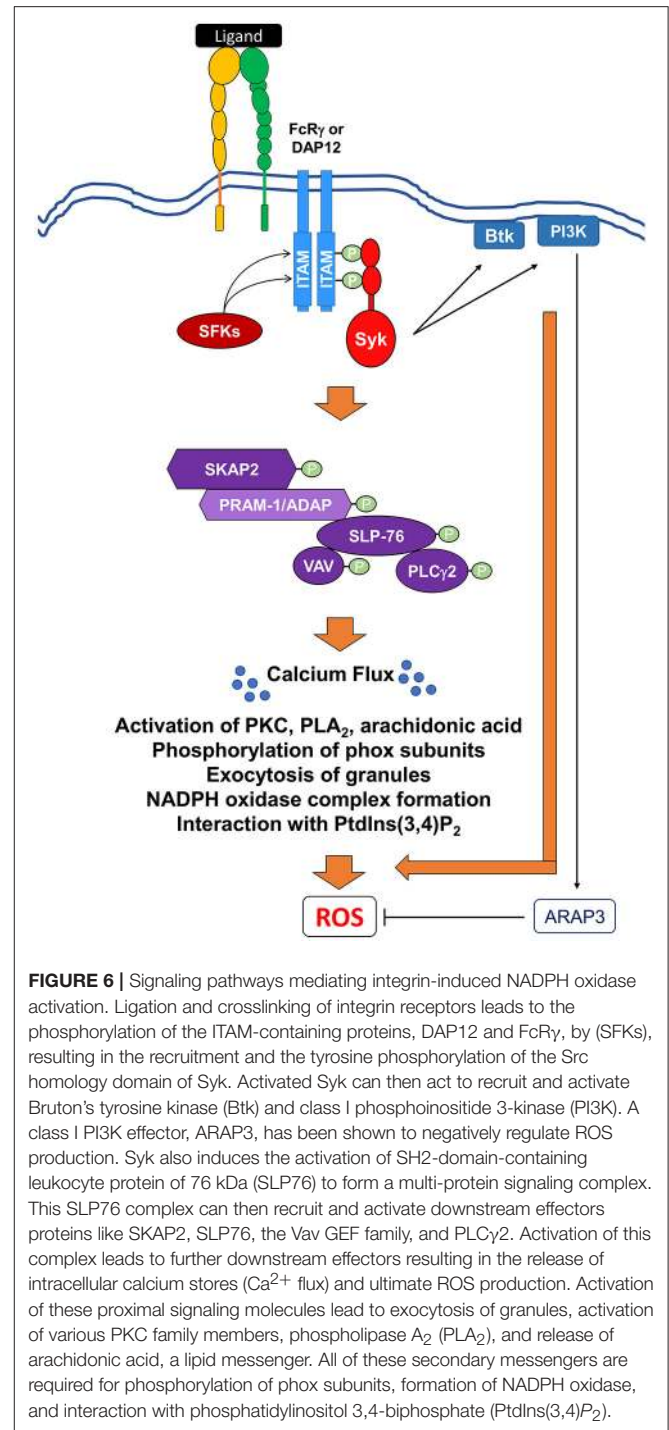 Ligand
FcRγ or
DAP12
Btk
PI3K
ITAM
ITAM
P
P
SFKs
Syk
SKAP2
P
PRAM-1/ADAP
P
SLP-76
P
VAV
P
PLCγ2
P
Calcium Flux
Activation of PKC, PLA₂, arachidonic acid
Phosphorylation of phox subunits
Exocytosis of granules
NADPH oxidase complex formation
Interaction with PtdIns(3,4)P₂
ROS
ARAP3
FIGURE 6 | Signaling pathways mediating integrin-induced NADPH oxidase
activation. Ligation and crosslinking of integrin receptors leads to the
phosphorylation of the ITAM-containing proteins, DAP12 and FcRγ, by (SFKs),
resulting in the recruitment and the tyrosine phosphorylation of the Src
homology domain of Syk. Activated Syk can then act to recruit and activate
Bruton's tyrosine kinase (Btk) and class I phosphoinositide 3-kinase (PI3K). A
class I PI3K effector, ARAP3, has been shown to negatively regulate ROS
production. Syk also induces the activation of SH2-domain-containing
leukocyte protein of 76 kDa (SLP76) to form a multi-protein signaling complex.
This SLP76 complex can then recruit and activate downstream effectors
proteins like SKAP2, SLP76, the Vav GEF family, and PLCγ2. Activation of this
complex leads to further downstream effectors resulting in the release of
intracellular calcium stores (Ca²⁺ flux) and ultimate ROS production. Activation
of these proximal signaling molecules lead to exocytosis of granules, activation
of various PKC family members, phospholipase A₂ (PLA₂), and release of
arachidonic acid, a lipid messenger. All of these secondary messengers are
required for phosphorylation of phox subunits, formation of NADPH oxidase,
and interaction with phosphatidylinositol 3,4-biphosphate (PtdIns(3,4)P₂).